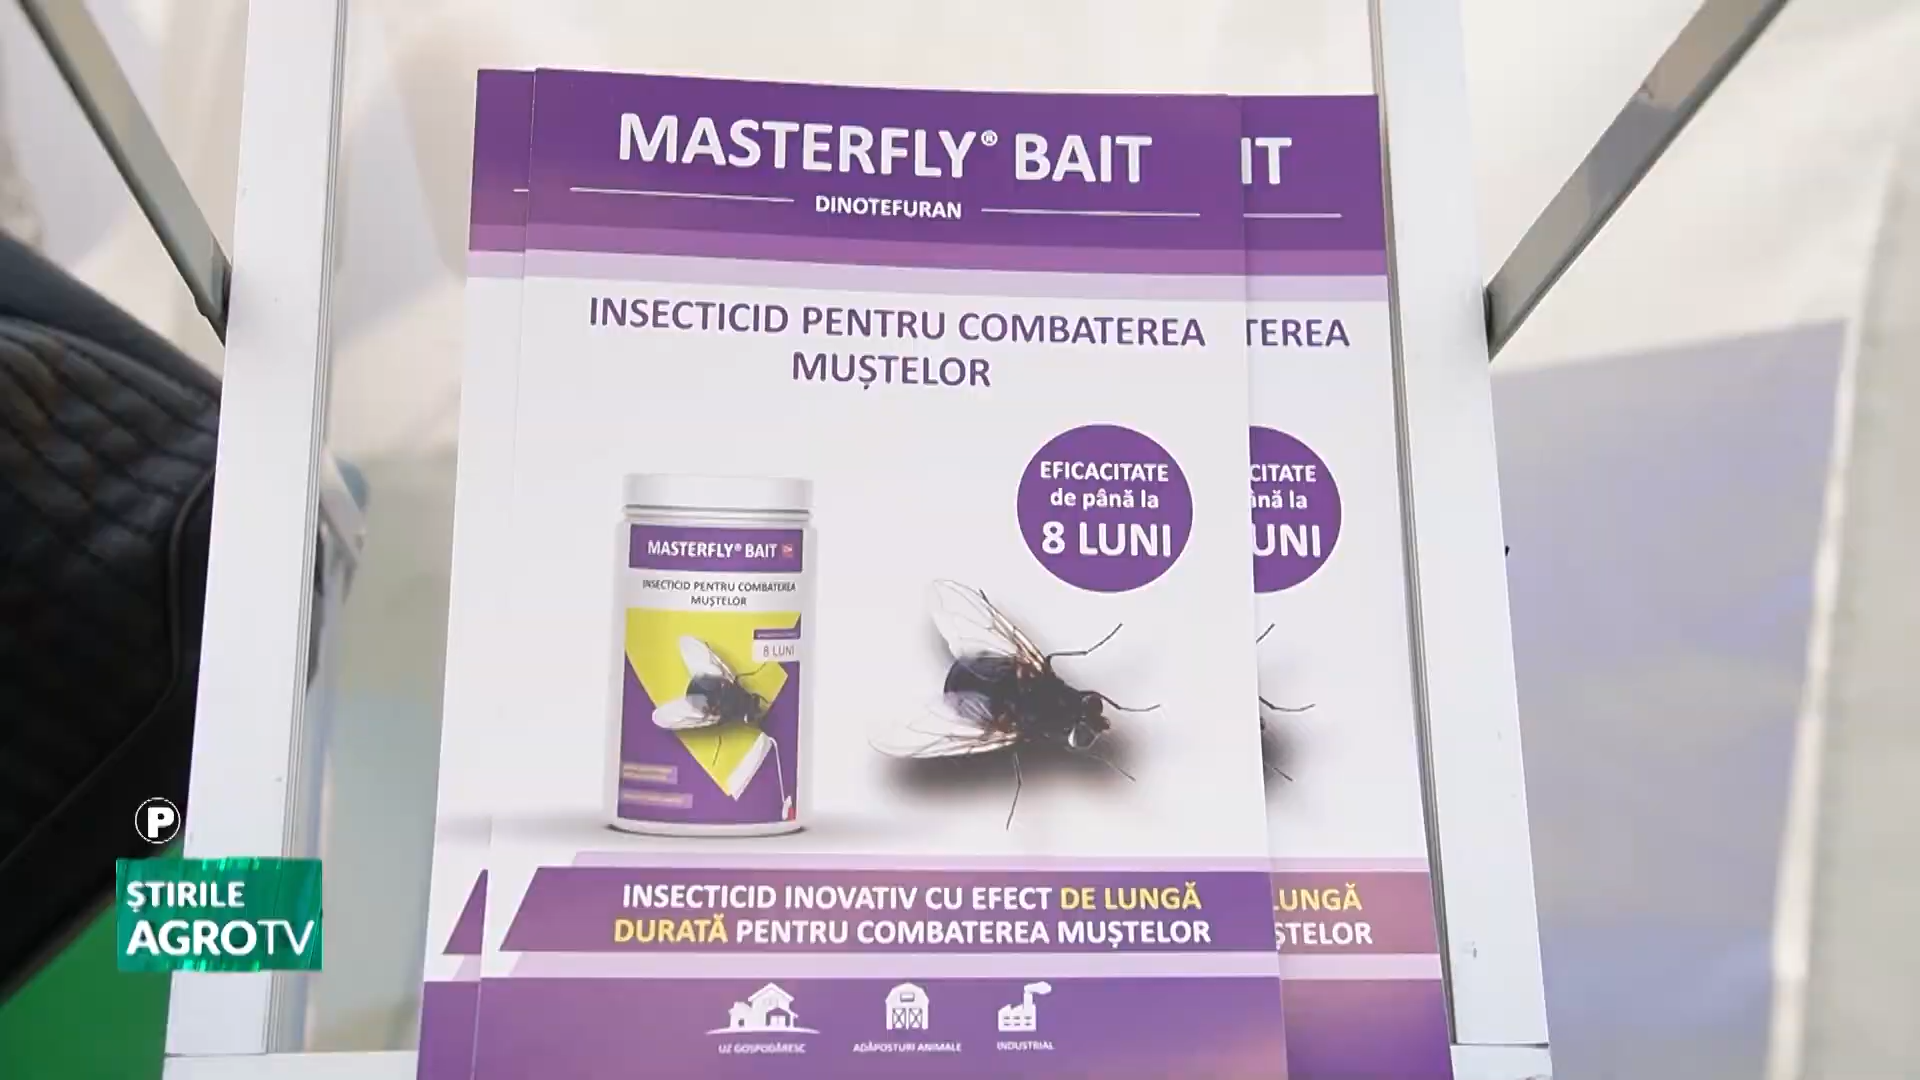 MASTERFLY® BAIT
DINOTEFURAN
INSECTICID PENTRU COMBATEREA
MUȘTELOR
EFICACITATE
de până la
8 LUNI
MASTERFLY® BAIT
INSECTICID PENTRU COMBATEREA
MUȘTELOR
8 LUNI
INSECTICID INOVATIV CU EFECT DE LUNGĂ
DURATĂ PENTRU COMBATEREA MUȘTELOR
UZ GOSPODĂRESC
ADĂPOSTURI ANIMALE
INDUSTRIAL
IT
TEREA
CITATE
ână la
UNI
LUNGĂ
ȘTELOR
P
ȘTIRILE
AGROTV